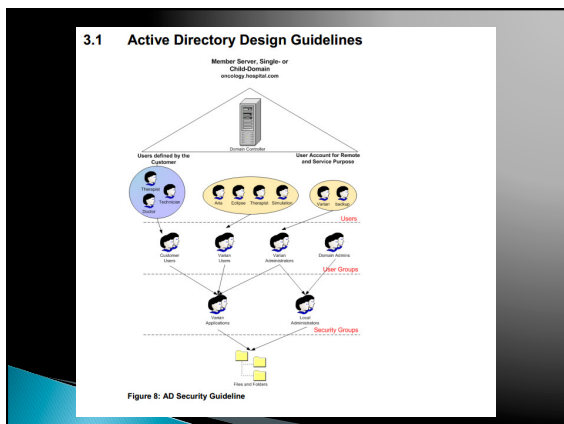 3.1 Active Directory Design Guidelines
Member Server, Single- or
Child-Domain
oncology.hospital.com
Domain Controller
Users defined by the
Customer
User Account for Remote
and Service Purpose
Therapist
Technician
Doctor
Aria Eclipse Therapist Simulation
Varian backup
Users
Customer
Users
Varian
Users
Varian
Administrators
Domain Admins
User Groups
Varian
Applications
Local
Administrators
Security Groups
Files and Folders
Figure 8: AD Security Guideline